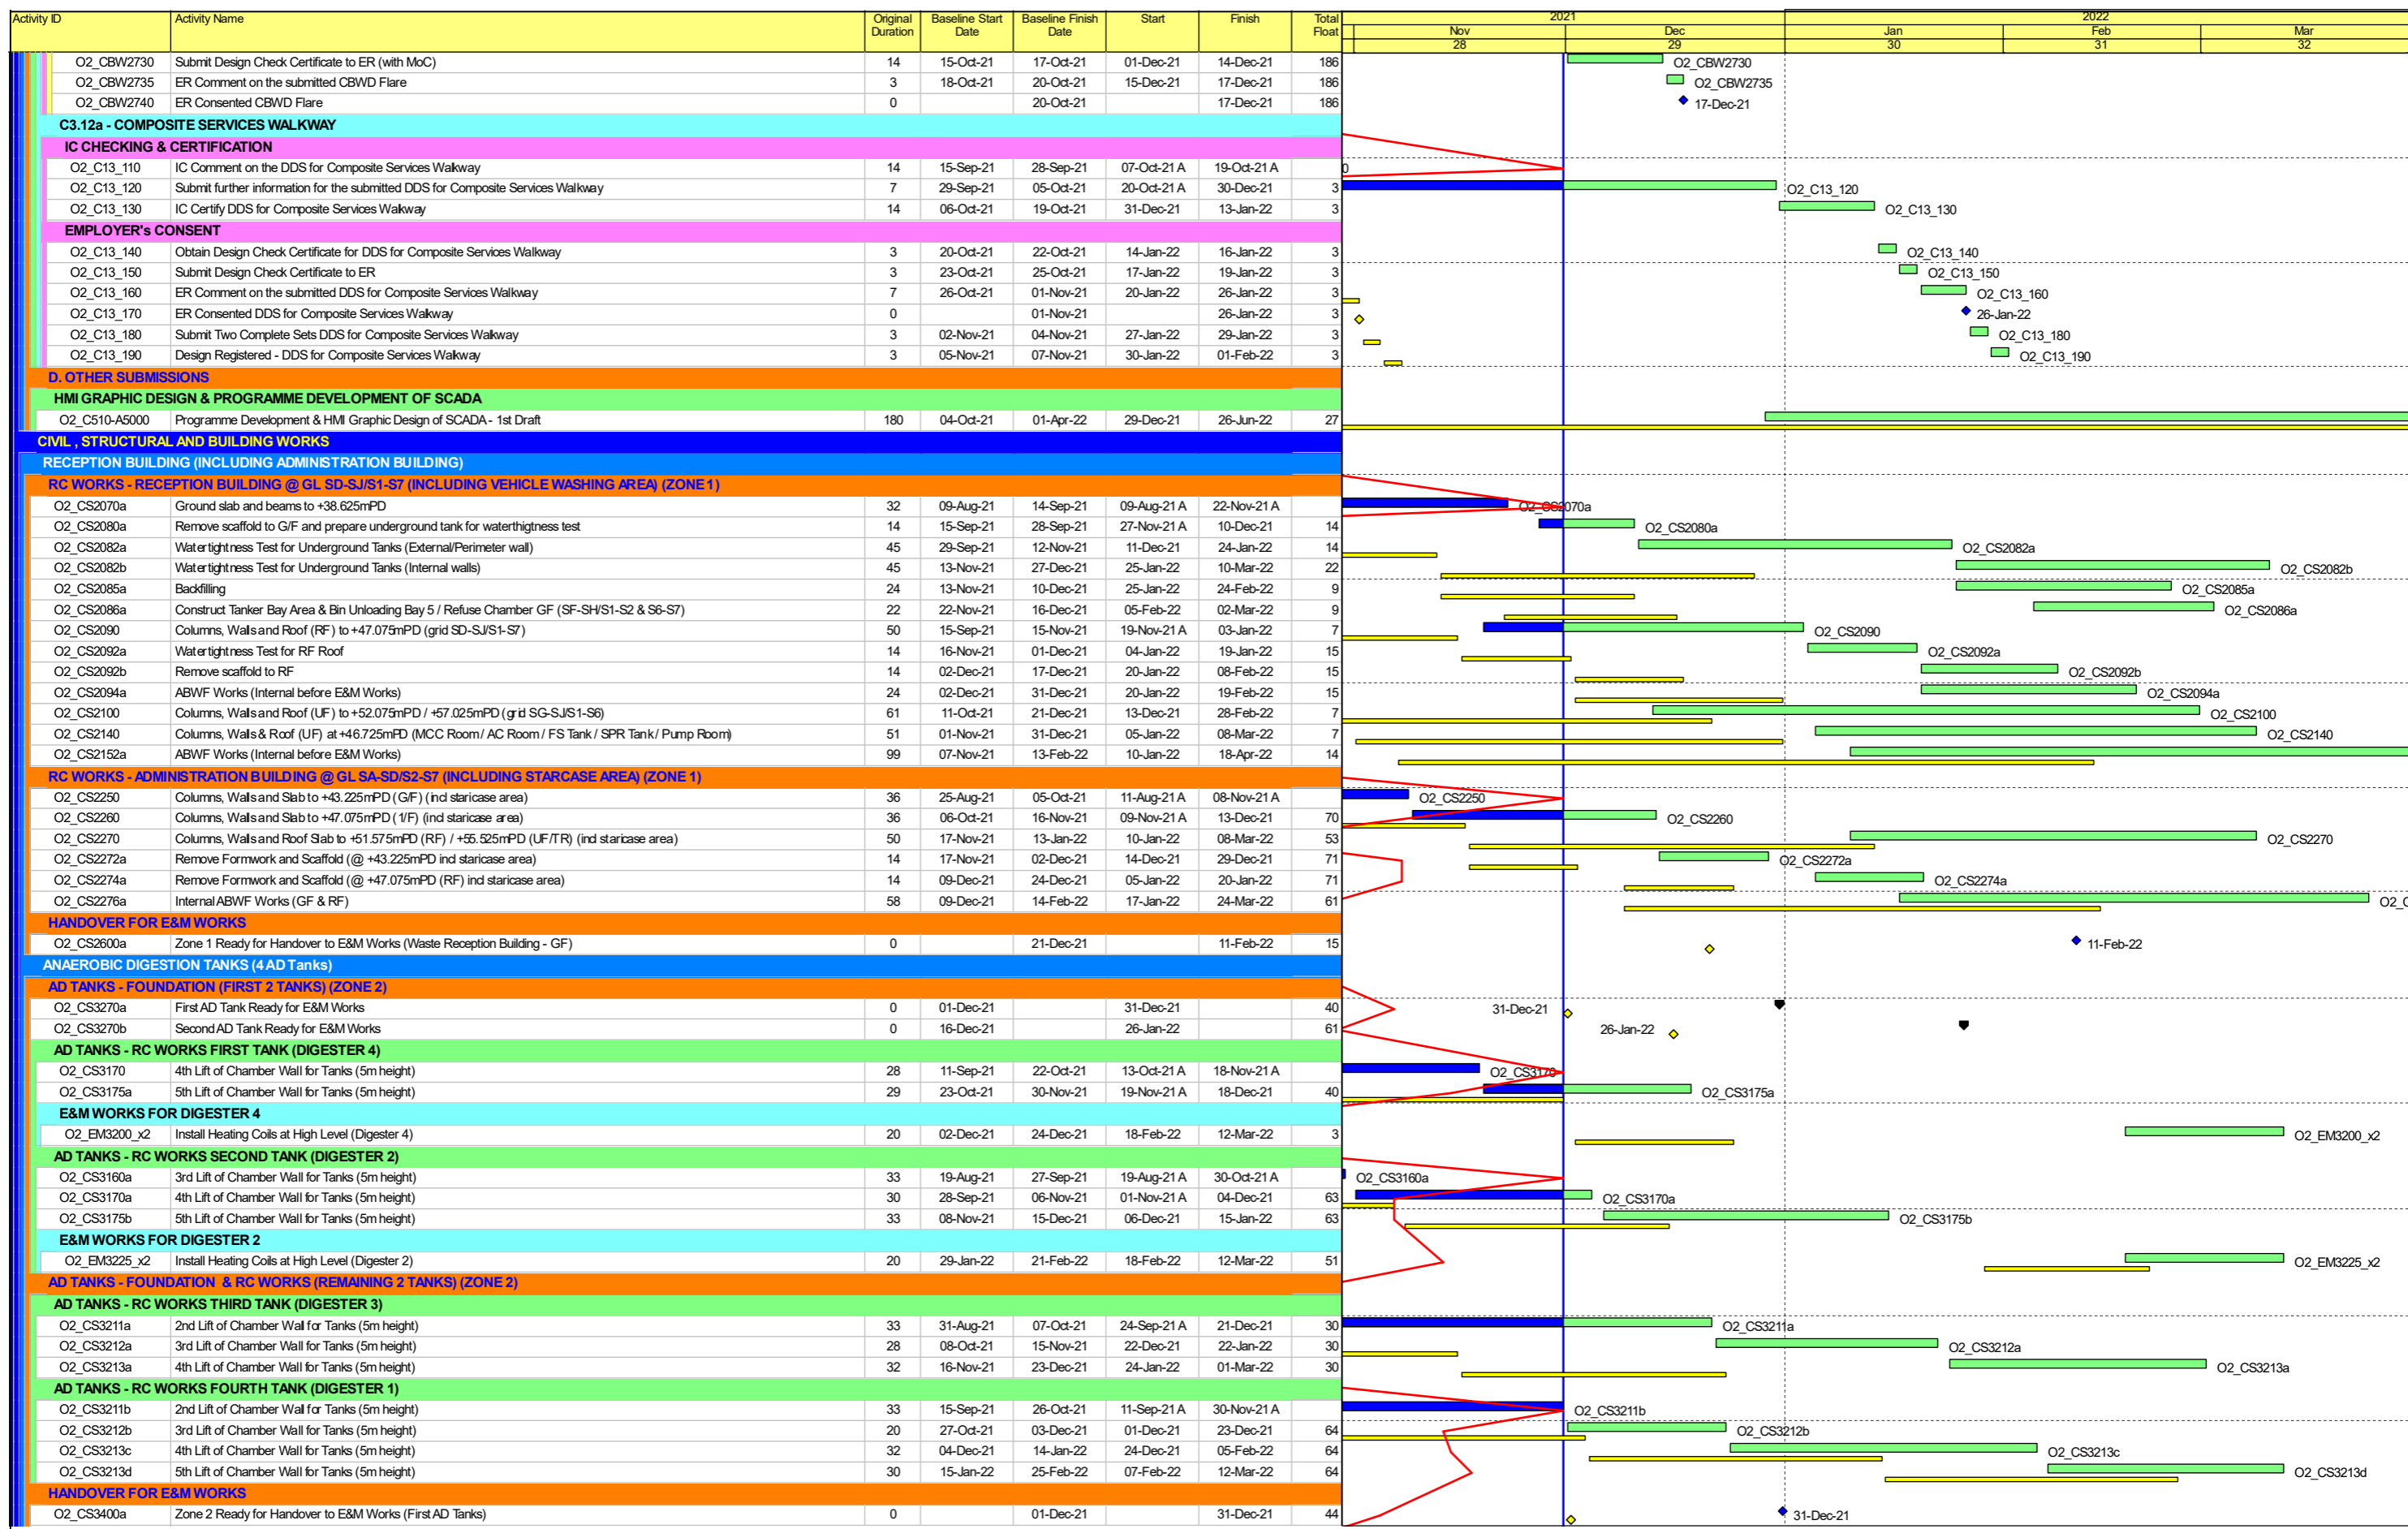 Activity ID Activity Name Original Duration Baseline Start Date Baseline Finish Date Start Finish Total Float 2021 2022
Nov Dec Jan Feb Mar
28 29 30 31 32
O2_CBW2730 Submit Design Check Certificate to ER (with MoC) 14 15-Oct-21 17-Oct-21 01-Dec-21 14-Dec-21 186 O2_CBW2730
O2_CBW2735 ER Comment on the submitted CBWD Flare 3 18-Oct-21 20-Oct-21 15-Dec-21 17-Dec-21 186 O2_CBW2735
O2_CBW2740 ER Consented CBWD Flare 0 20-Oct-21 17-Dec-21 186 17-Dec-21
C3.12a - COMPOSITE SERVICES WALKWAY
IC CHECKING & CERTIFICATION
O2_C13_110 IC Comment on the DDS for Composite Services Walkway 14 15-Sep-21 28-Sep-21 07-Oct-21 A 19-Oct-21 A
O2_C13_120 Submit further information for the submitted DDS for Composite Services Walkway 7 29-Sep-21 05-Oct-21 20-Oct-21 A 30-Dec-21 3 O2_C13_120
O2_C13_130 IC Certify DDS for Composite Services Walkway 14 06-Oct-21 19-Oct-21 31-Dec-21 13-Jan-22 3 O2_C13_130
EMPLOYER's CONSENT
O2_C13_140 Obtain Design Check Certificate for DDS for Composite Services Walkway 3 20-Oct-21 22-Oct-21 14-Jan-22 16-Jan-22 3 O2_C13_140
O2_C13_150 Submit Design Check Certificate to ER 3 23-Oct-21 25-Oct-21 17-Jan-22 19-Jan-22 3 O2_C13_150
O2_C13_160 ER Comment on the submitted DDS for Composite Services Walkway 7 26-Oct-21 01-Nov-21 20-Jan-22 26-Jan-22 3 O2_C13_160
O2_C13_170 ER Consented DDS for Composite Services Walkway 0 01-Nov-21 26-Jan-22 3 26-Jan-22
O2_C13_180 Submit Two Complete Sets DDS for Composite Services Walkway 3 02-Nov-21 04-Nov-21 27-Jan-22 29-Jan-22 3 O2_C13_180
O2_C13_190 Design Registered - DDS for Composite Services Walkway 3 05-Nov-21 07-Nov-21 30-Jan-22 01-Feb-22 3 O2_C13_190
D. OTHER SUBMISSIONS
HMI GRAPHIC DESIGN & PROGRAMME DEVELOPMENT OF SCADA
O2_C510-A5000 Programme Development & HMI Graphic Design of SCADA - 1st Draft 180 04-Oct-21 01-Apr-22 29-Dec-21 26-Jun-22 27
CIVIL , STRUCTURAL AND BUILDING WORKS
RECEPTION BUILDING (INCLUDING ADMINISTRATION BUILDING)
RC WORKS - RECEPTION BUILDING @ GL SD-SJ/S1-S7 (INCLUDING VEHICLE WASHING AREA) (ZONE 1)
O2_CS2070a Ground slab and beams to +38.625mPD 32 09-Aug-21 14-Sep-21 09-Aug-21 A 22-Nov-21 A O2_CS2070a
O2_CS2080a Remove scaffold to G/F and prepare underground tank for waterthigtness test 14 15-Sep-21 28-Sep-21 27-Nov-21 A 10-Dec-21 14 O2_CS2080a
O2_CS2082a Watertightness Test for Underground Tanks (External/Perimeter wall) 45 29-Sep-21 12-Nov-21 11-Dec-21 24-Jan-22 14 O2_CS2082a
O2_CS2082b Watertightness Test for Underground Tanks (Internal walls) 45 13-Nov-21 27-Dec-21 25-Jan-22 10-Mar-22 22 O2_CS2082b
O2_CS2085a Backfilling 24 13-Nov-21 10-Dec-21 25-Jan-22 24-Feb-22 9 O2_CS2085a
O2_CS2086a Construct Tanker Bay Area & Bin Unloading Bay 5 / Refuse Chamber GF (SF-SH/S1-S2 & S6-S7) 22 22-Nov-21 16-Dec-21 05-Feb-22 02-Mar-22 9 O2_CS2086a
O2_CS2090 Columns, Walls and Roof (RF) to +47.075mPD (grid SD-SJ/S1-S7) 50 15-Sep-21 15-Nov-21 19-Nov-21 A 03-Jan-22 7 O2_CS2090
O2_CS2092a Watertightness Test for RF Roof 14 16-Nov-21 01-Dec-21 04-Jan-22 19-Jan-22 15 O2_CS2092a
O2_CS2092b Remove scaffold to RF 14 02-Dec-21 17-Dec-21 20-Jan-22 08-Feb-22 15 O2_CS2092b
O2_CS2094a ABWF Works (Internal before E&M Works) 24 02-Dec-21 31-Dec-21 20-Jan-22 19-Feb-22 15 O2_CS2094a
O2_CS2100 Columns, Walls and Roof (UF) to +52.075mPD / +57.025mPD (grid SG-SJ/S1-S6) 61 11-Oct-21 21-Dec-21 13-Dec-21 28-Feb-22 7 O2_CS2100
O2_CS2140 Columns, Walls & Roof (UF) at +46.725mPD (MCC Room / AC Room / FS Tank / SPR Tank / Pump Room) 51 01-Nov-21 31-Dec-21 05-Jan-22 08-Mar-22 7 O2_CS2140
O2_CS2152a ABWF Works (Internal before E&M Works) 99 07-Nov-21 13-Feb-22 10-Jan-22 18-Apr-22 14
RC WORKS - ADMINISTRATION BUILDING @ GL SA-SD/S2-S7 (INCLUDING STARCASE AREA) (ZONE 1)
O2_CS2250 Columns, Walls and Slab to +43.225mPD (G/F) (incl staricase area) 36 25-Aug-21 05-Oct-21 11-Aug-21 A 08-Nov-21 A O2_CS2250
O2_CS2260 Columns, Walls and Slab to +47.075mPD (1/F) (incl staricase area) 36 06-Oct-21 16-Nov-21 09-Nov-21 A 13-Dec-21 70 O2_CS2260
O2_CS2270 Columns, Walls and Roof Slab to +51.575mPD (RF) / +55.525mPD (UF/TR) (incl staricase area) 50 17-Nov-21 13-Jan-22 10-Jan-22 08-Mar-22 53 O2_CS2270
O2_CS2272a Remove Formwork and Scaffold (@ +43.225mPD incl staricase area) 14 17-Nov-21 02-Dec-21 14-Dec-21 29-Dec-21 71 O2_CS2272a
O2_CS2274a Remove Formwork and Scaffold (@ +47.075mPD (RF) incl staricase area) 14 09-Dec-21 24-Dec-21 05-Jan-22 20-Jan-22 71 O2_CS2274a
O2_CS2276a Internal ABWF Works (GF & RF) 58 09-Dec-21 14-Feb-22 17-Jan-22 24-Mar-22 61
HANDOVER FOR E&M WORKS
O2_CS2600a Zone 1 Ready for Handover to E&M Works (Waste Reception Building - GF) 0 21-Dec-21 11-Feb-22 15 11-Feb-22
ANAEROBIC DIGESTION TANKS (4 AD Tanks)
AD TANKS - FOUNDATION (FIRST 2 TANKS) (ZONE 2)
O2_CS3270a First AD Tank Ready for E&M Works 0 01-Dec-21 31-Dec-21 40 31-Dec-21
O2_CS3270b Second AD Tank Ready for E&M Works 0 16-Dec-21 26-Jan-22 61 26-Jan-22
AD TANKS - RC WORKS FIRST TANK (DIGESTER 4)
O2_CS3170 4th Lift of Chamber Wall for Tanks (5m height) 28 11-Sep-21 22-Oct-21 13-Oct-21 A 18-Nov-21 A O2_CS3170
O2_CS3175a 5th Lift of Chamber Wall for Tanks (5m height) 29 23-Oct-21 30-Nov-21 19-Nov-21 A 18-Dec-21 40 O2_CS3175a
E&M WORKS FOR DIGESTER 4
O2_EM3200_x2 Install Heating Coils at High Level (Digester 4) 20 02-Dec-21 24-Dec-21 18-Feb-22 12-Mar-22 3 O2_EM3200_x2
AD TANKS - RC WORKS SECOND TANK (DIGESTER 2)
O2_CS3160a 3rd Lift of Chamber Wall for Tanks (5m height) 33 19-Aug-21 27-Sep-21 19-Aug-21 A 30-Oct-21 A O2_CS3160a
O2_CS3170a 4th Lift of Chamber Wall for Tanks (5m height) 30 28-Sep-21 06-Nov-21 01-Nov-21 A 04-Dec-21 63 O2_CS3170a
O2_CS3175b 5th Lift of Chamber Wall for Tanks (5m height) 33 08-Nov-21 15-Dec-21 06-Dec-21 15-Jan-22 63 O2_CS3175b
E&M WORKS FOR DIGESTER 2
O2_EM3225_x2 Install Heating Coils at High Level (Digester 2) 20 29-Jan-22 21-Feb-22 18-Feb-22 12-Mar-22 51 O2_EM3225_x2
AD TANKS - FOUNDATION & RC WORKS (REMAINING 2 TANKS) (ZONE 2)
AD TANKS - RC WORKS THIRD TANK (DIGESTER 3)
O2_CS3211a 2nd Lift of Chamber Wall for Tanks (5m height) 33 31-Aug-21 07-Oct-21 24-Sep-21 A 21-Dec-21 30 O2_CS3211a
O2_CS3212a 3rd Lift of Chamber Wall for Tanks (5m height) 28 08-Oct-21 15-Nov-21 22-Dec-21 22-Jan-22 30 O2_CS3212a
O2_CS3213a 4th Lift of Chamber Wall for Tanks (5m height) 32 16-Nov-21 23-Dec-21 24-Jan-22 01-Mar-22 30 O2_CS3213a
AD TANKS - RC WORKS FOURTH TANK (DIGESTER 1)
O2_CS3211b 2nd Lift of Chamber Wall for Tanks (5m height) 33 15-Sep-21 26-Oct-21 11-Sep-21 A 30-Nov-21 A O2_CS3211b
O2_CS3212b 3rd Lift of Chamber Wall for Tanks (5m height) 20 27-Oct-21 03-Dec-21 01-Dec-21 23-Dec-21 64 O2_CS3212b
O2_CS3213c 4th Lift of Chamber Wall for Tanks (5m height) 32 04-Dec-21 14-Jan-22 24-Dec-21 05-Feb-22 64 O2_CS3213c
O2_CS3213d 5th Lift of Chamber Wall for Tanks (5m height) 30 15-Jan-22 25-Feb-22 07-Feb-22 12-Mar-22 64 O2_CS3213d
HANDOVER FOR E&M WORKS
O2_CS3400a Zone 2 Ready for Handover to E&M Works (First AD Tanks) 0 01-Dec-21 31-Dec-21 44 31-Dec-21